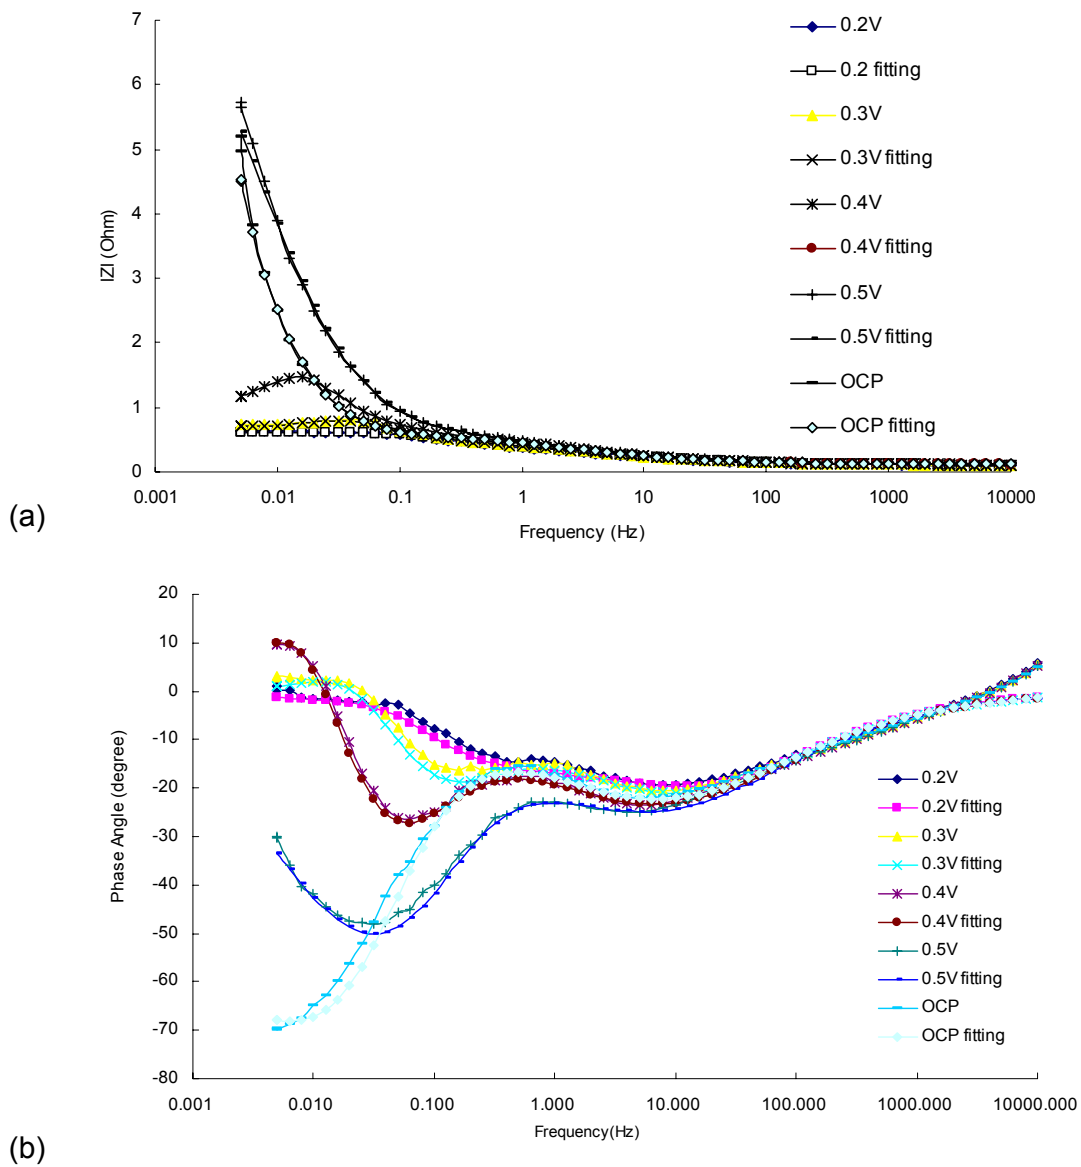 (a)
IZI (Ohm)
7
6
5
4
3
2
1
0
0.001 0.01 0.1 1 10 100 1000 10000
Frequency (Hz)
0.2V
0.2 fitting
0.3V
0.3V fitting
0.4V
0.4V fitting
0.5V
0.5V fitting
OCP
OCP fitting
(b)
Phase Angle (degree)
20
10
0
-10
-20
-30
-40
-50
-60
-70
-80
0.001 0.010 0.100 1.000 10.000 100.000 1000.000 10000.000
Frequency(Hz)
0.2V
0.2V fitting
0.3V
0.3V fitting
0.4V
0.4V fitting
0.5V
0.5V fitting
OCP
OCP fitting